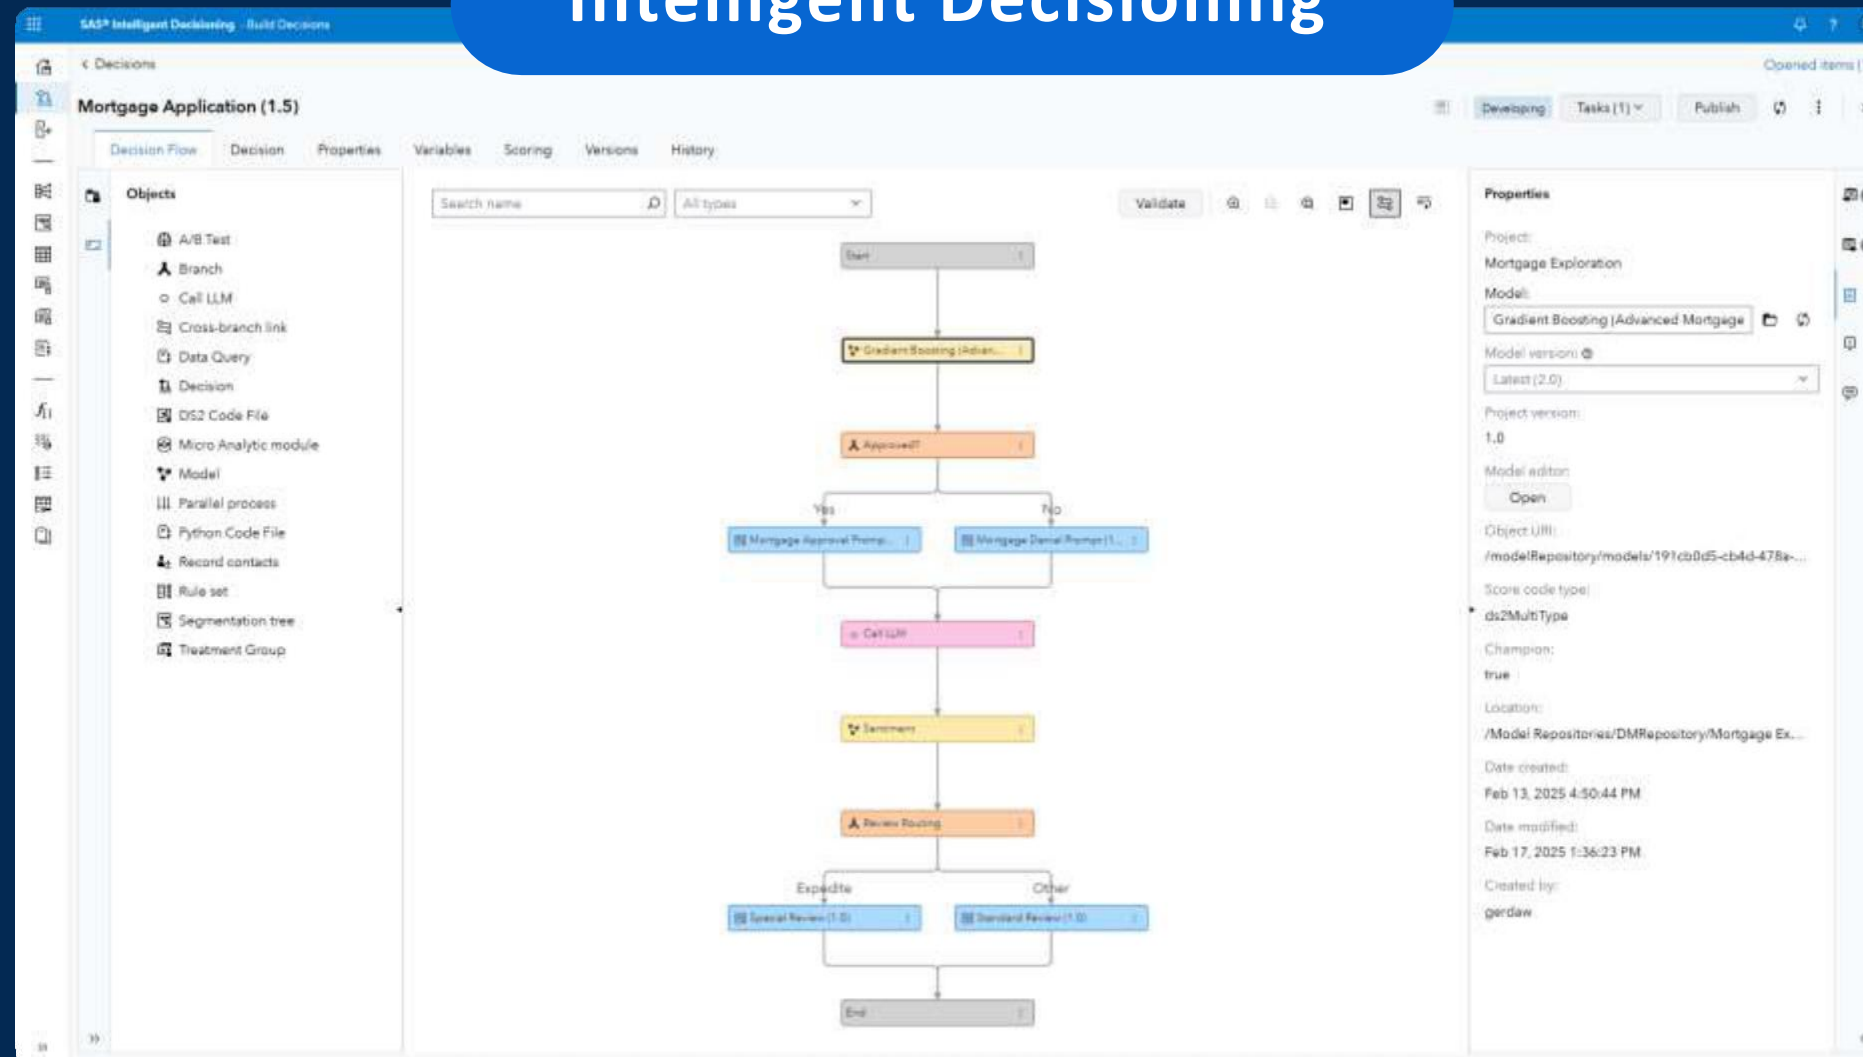 Intelligent Decisioning
SAS® Intelligent Decisioning - Build Decisions
?
< Decisions
Opened items (
Mortgage Application (1.5)
Developing
Tasks (1)
Publish
Decision Flow
Decision
Properties
Variables
Scoring
Versions
History
Objects
A/B Test
Branch
Call LLM
Cross-branch link
Data Query
Decision
DS2 Code File
Micro Analytic module
Model
Parallel process
Python Code File
Record contacts
Rule set
Segmentation tree
Treatment Group
Search name
All types
Validate
Start
Gradient Boosting (Advan...
Approved?
Yes
No
Mortgage Approval Promp...
Mortgage Denial Prompt (1...
Call LLM
Sentiment
Review Routing
Expedite
Other
Special Review (1.0)
Standard Review (1.0)
End
Properties
Project:
Mortgage Exploration
Model:
Gradient Boosting (Advanced Mortgage
Model version:
Latest (2.0)
Project version:
1.0
Model editor:
Open
Object URI:
/modelRepository/models/191cb0d5-cb4d-478a-...
Score code type:
ds2MultiType
Champion:
true
Location:
/Model Repositories/DMRepository/Mortgage Ex...
Date created:
Feb 13, 2025 4:50:44 PM
Date modified:
Feb 17, 2025 1:36:23 PM
Created by:
gerdaw